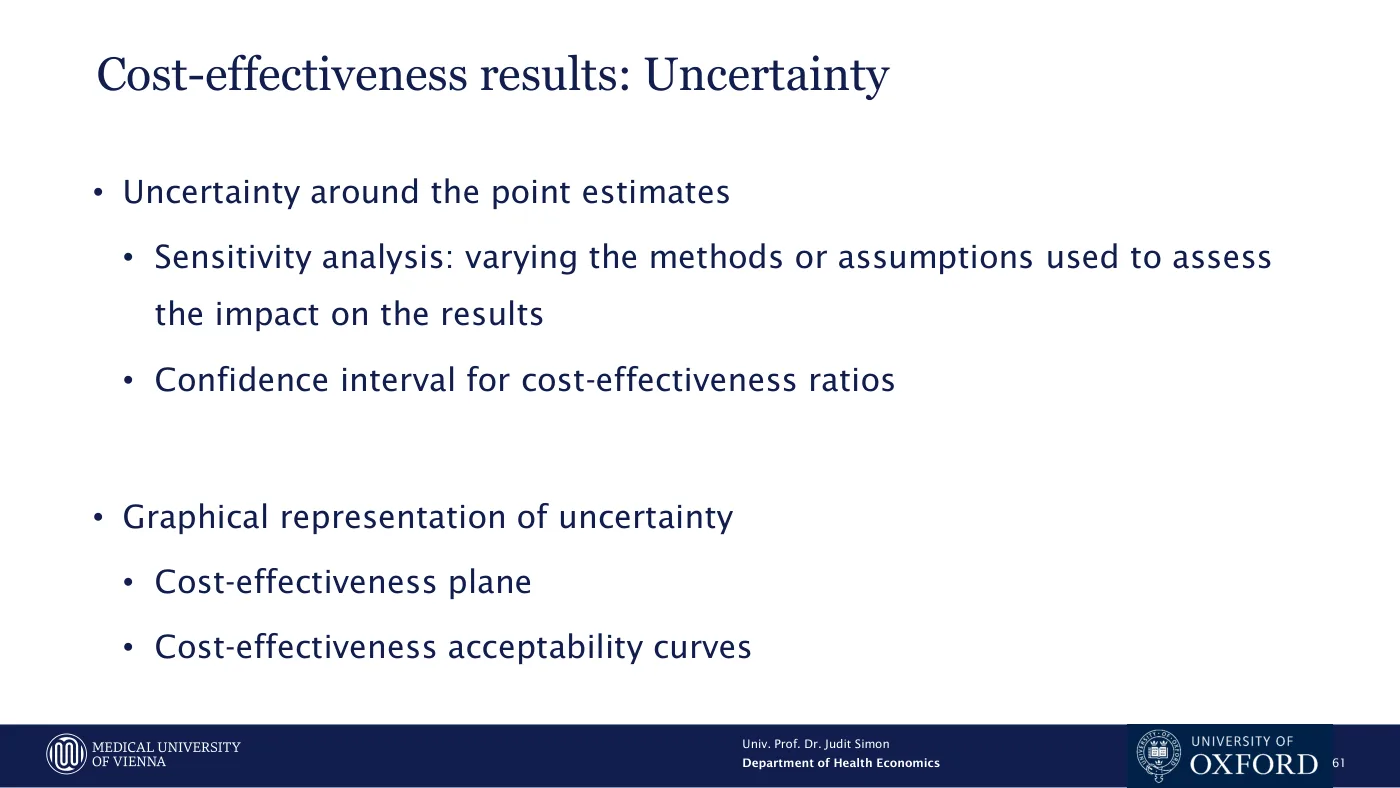 Cost-effectiveness results: Uncertainty
• Uncertainty around the point estimates
• Sensitivity analysis: varying the methods or assumptions used to assess
the impact on the results
• Confidence interval for cost-effectiveness ratios
• Graphical representation of uncertainty
• Cost-effectiveness plane
• Cost-effectiveness acceptability curves
MEDICAL UNIVERSITY
OF VIENNA
Univ. Prof. Dr. Judit Simon
Department of Health Economics
UNIVERSITY OF
OXFORD
61